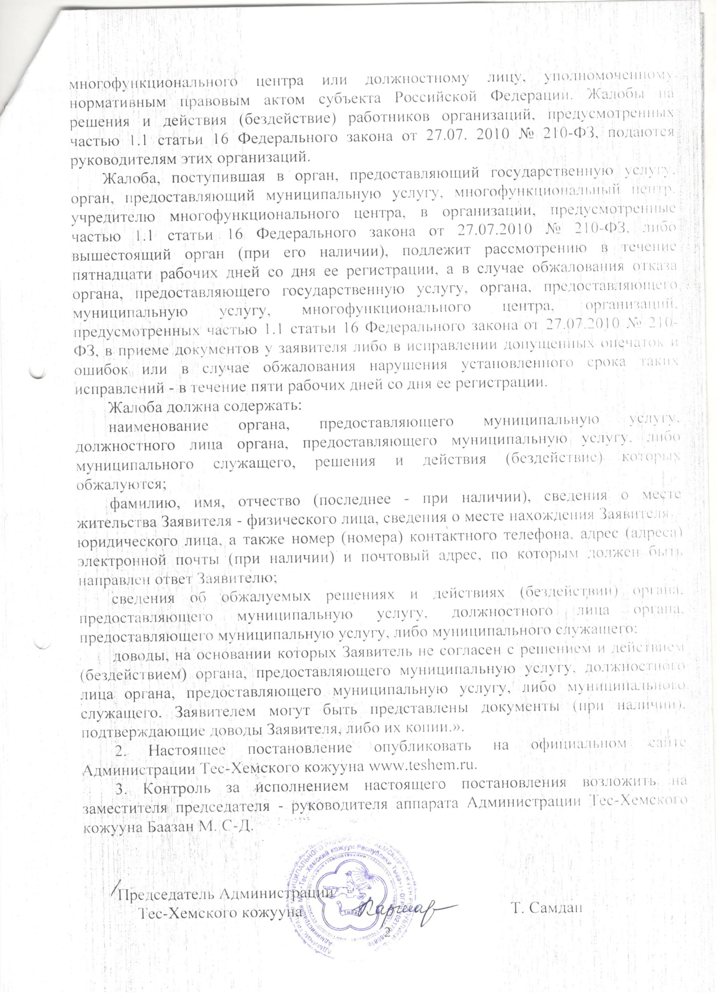 многофункционального центра или должностному лицу, уполномоченному
нормативным правовым актом субъекта Российской Федерации. Жалобы на
решения и действия (бездействие) работников организаций, предусмотренных
частью 1.1 статьи 16 Федерального закона от 27.07. 2010 № 210-ФЗ, подаются
руководителям этих организаций.
Жалоба, поступившая в орган, предоставляющий государственную услугу,
орган, предоставляющий муниципальную услугу, многофункциональный центр,
учредителю многофункционального центра, в организации, предусмотренные
частью 1.1 статьи 16 Федерального закона от 27.07.2010 № 210-ФЗ, либо
вышестоящий орган (при его наличии), подлежит рассмотрению в течение
пятнадцати рабочих дней со дня ее регистрации, а в случае обжалования отказа
органа, предоставляющего государственную услугу, органа, предоставляющего
муниципальную услугу, многофункционального центра, организаций,
предусмотренных частью 1.1 статьи 16 Федерального закона от 27.07.2010 № 210-
ФЗ, в приеме документов у заявителя либо в исправлении допущенных опечаток и
ошибок или в случае обжалования нарушения установленного срока таких
исправлений - в течение пяти рабочих дней со дня ее регистрации.
Жалоба должна содержать:
наименование органа, предоставляющего муниципальную услугу,
должностного лица органа, предоставляющего муниципальную услугу, либо
муниципального служащего, решения и действия (бездействие) которых
обжалуются;
фамилию, имя, отчество (последнее - при наличии), сведения о месте
жительства Заявителя - физического лица, сведения о месте нахождения Заявителя-
юридического лица, а также номер (номера) контактного телефона, адрес (адреса)
электронной почты (при наличии) и почтовый адрес, по которым должен быть
направлен ответ Заявителю;
сведения об обжалуемых решениях и действиях (бездействии) органа,
предоставляющего муниципальную услугу, должностного лица органа,
предоставляющего муниципальную услугу, либо муниципального служащего;
доводы, на основании которых Заявитель не согласен с решением и действием
(бездействием) органа, предоставляющего муниципальную услугу, должностного
лица органа, предоставляющего муниципальную услугу, либо муниципального
служащего. Заявителем могут быть представлены документы (при наличии),
подтверждающие доводы Заявителя, либо их копии.».
2. Настоящее постановление опубликовать на официальном сайте
Администрации Тес-Хемского кожууна www.teshem.ru.
3. Контроль за исполнением настоящего постановления возложить на
заместителя председателя - руководителя аппарата Администрации Тес-Хемского
кожууна Баазан М. С-Д.
Председатель Администрации
Тес-Хемского кожууна
Т. Самдан
2